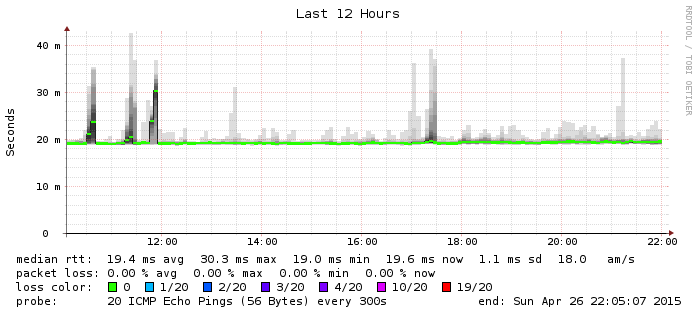 Last 12 Hours
RRDTOOL / TOBI OETIKER
Seconds
40 m
30 m
20 m
10 m
0
12:00 14:00 16:00 18:00 20:00 22:00
median rtt: 19.4 ms avg 30.3 ms max 19.0 ms min 19.6 ms now 1.1 ms sd 18.0 am/s
packet loss: 0.00 % avg 0.00 % max 0.00 % min 0.00 % now
loss color: 0 1/20 2/20 3/20 4/20 10/20 19/20
probe: 20 ICMP Echo Pings (56 Bytes) every 300s end: Sun Apr 26 22:05:07 2015